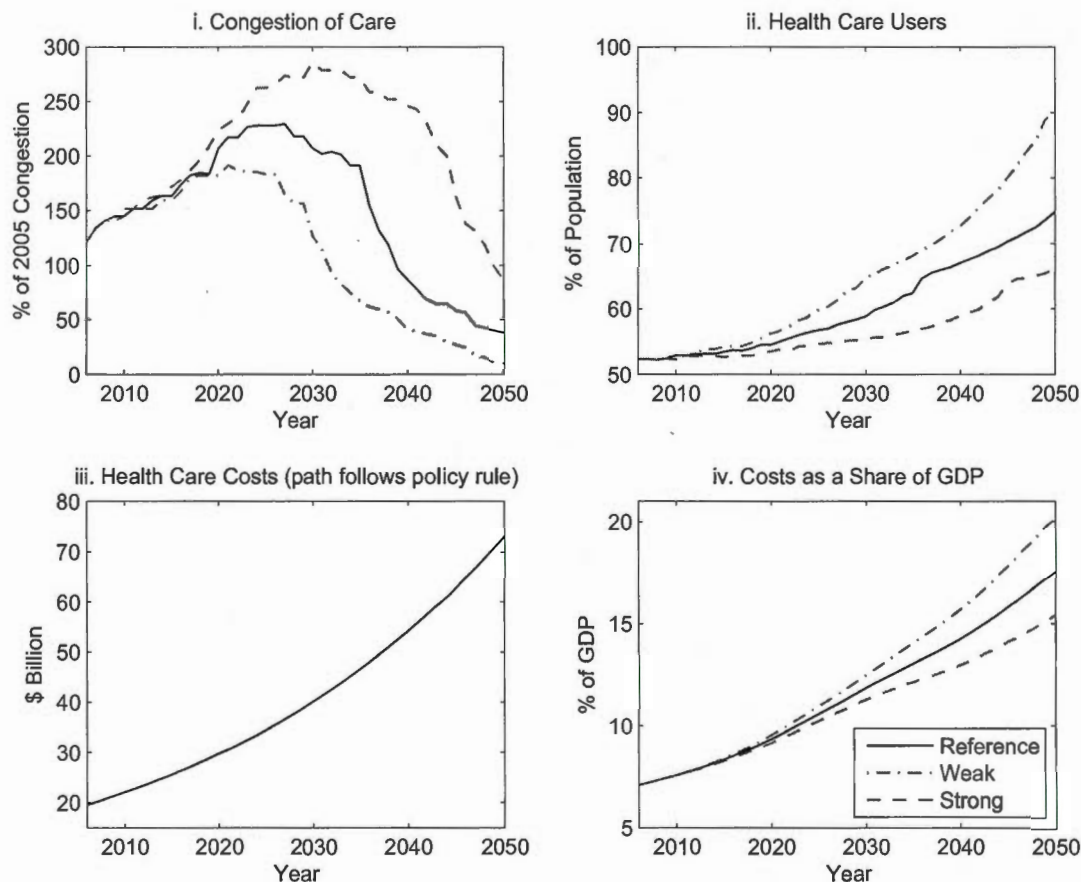 i. Congestion of Care
300
250
200
150
100
50
0
% of 2005 Congestion
2010 2020 2030 2040 2050
Year
ii. Health Care Users
100
90
80
70
60
50
% of Population
2010 2020 2030 2040 2050
Year
iii. Health Care Costs (path follows policy rule)
80
70
60
50
40
30
20
$ Billion
2010 2020 2030 2040 2050
Year
iv. Costs as a Share of GDP
20
15
10
5
% of GDP
Reference
Weak
Strong
2010 2020 2030 2040 2050
Year